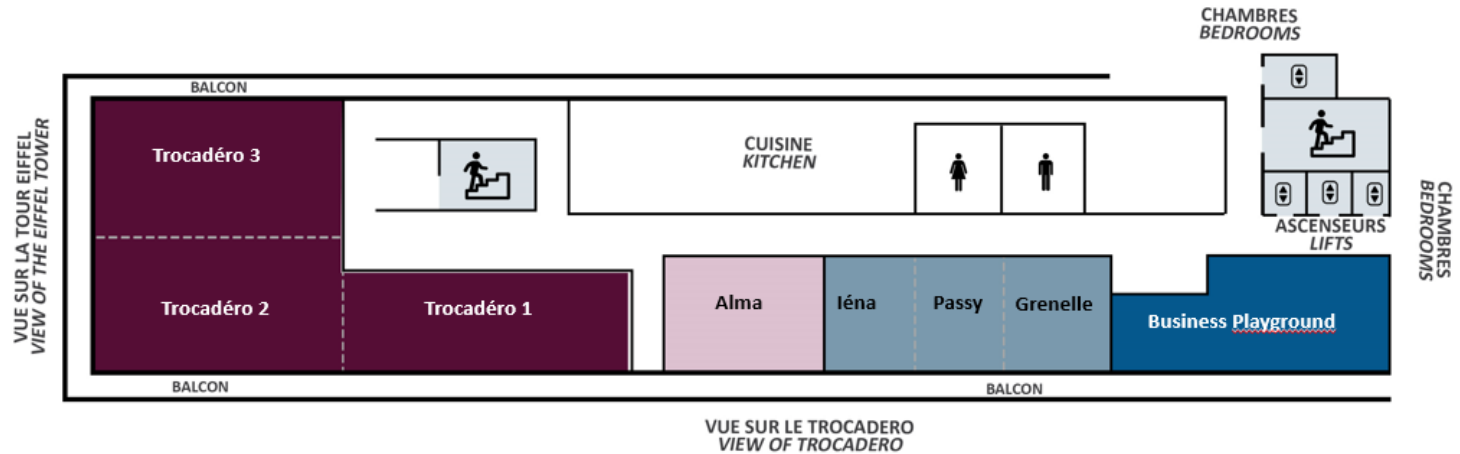 CHAMBRES
BEDROOMS
BALCON
VUE SUR LA TOUR EIFFEL
VIEW OF THE EIFFEL TOWER
Trocadéro 3
CUISINE
KITCHEN
ASCENSEURS
LIFTS
CHAMBRES
BEDROOMS
Trocadéro 2
Trocadéro 1
Alma
Iéna
Passy
Grenelle
Business Playground
BALCON
BALCON
VUE SUR LE TROCADERO
VIEW OF TROCADERO